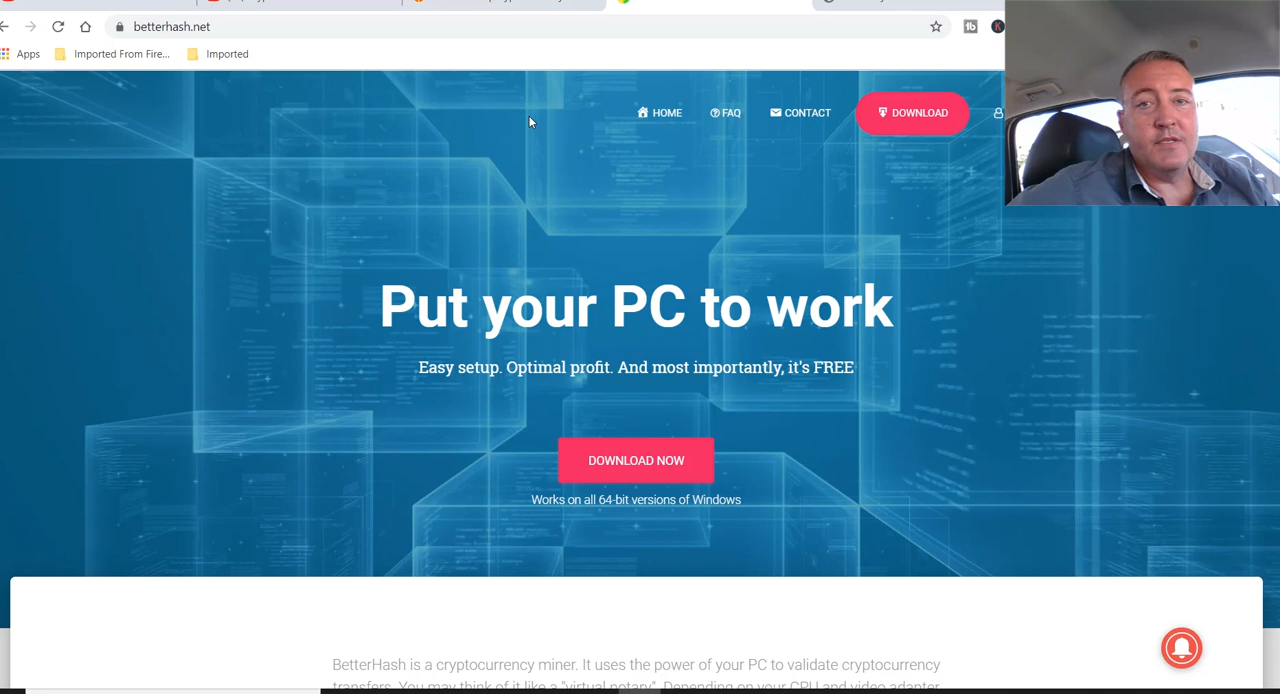 betterhash.net
Apps Imported From Fire... Imported
HOME FAQ CONTACT DOWNLOAD
Put your PC to work
Easy setup. Optimal profit. And most importantly, it's FREE
DOWNLOAD NOW
Works on all 64-bit versions of Windows
BetterHash is a cryptocurrency miner. It uses the power of your PC to validate cryptocurrency
transfers. You may think of it like a "virtual notary". Depending on your CPU and video adapter